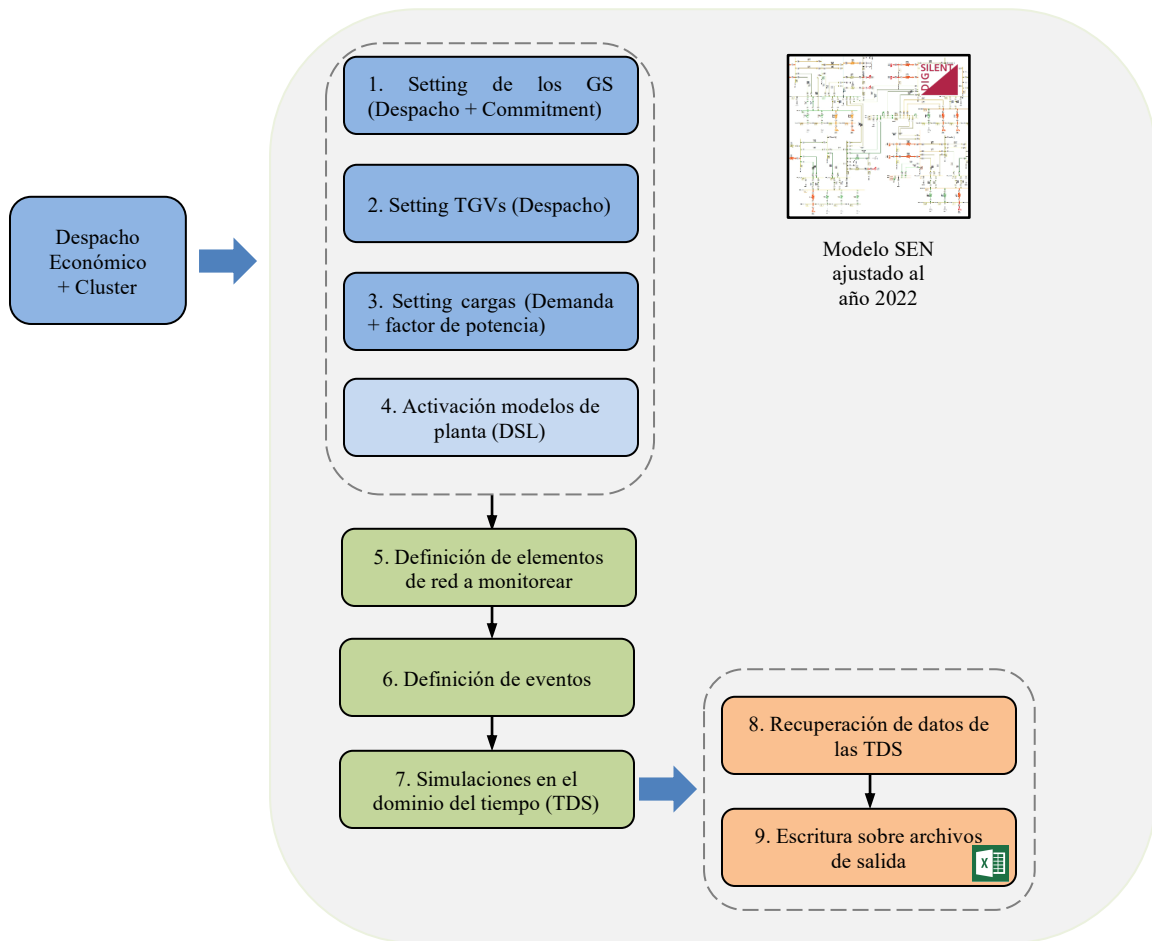 Despacho
Económico
+ Cluster
1. Setting de los GS
(Despacho + Commitment)
2. Setting TGVs (Despacho)
3. Setting cargas (Demanda
+ factor de potencia)
4. Activación modelos de
planta (DSL)
DIG
SILENT
Modelo SEN
ajustado al
año 2022
5. Definición de elementos
de red a monitorear
6. Definición de eventos
7. Simulaciones en el
dominio del tiempo (TDS)
8. Recuperación de datos de
las TDS
9. Escritura sobre archivos
de salida
X